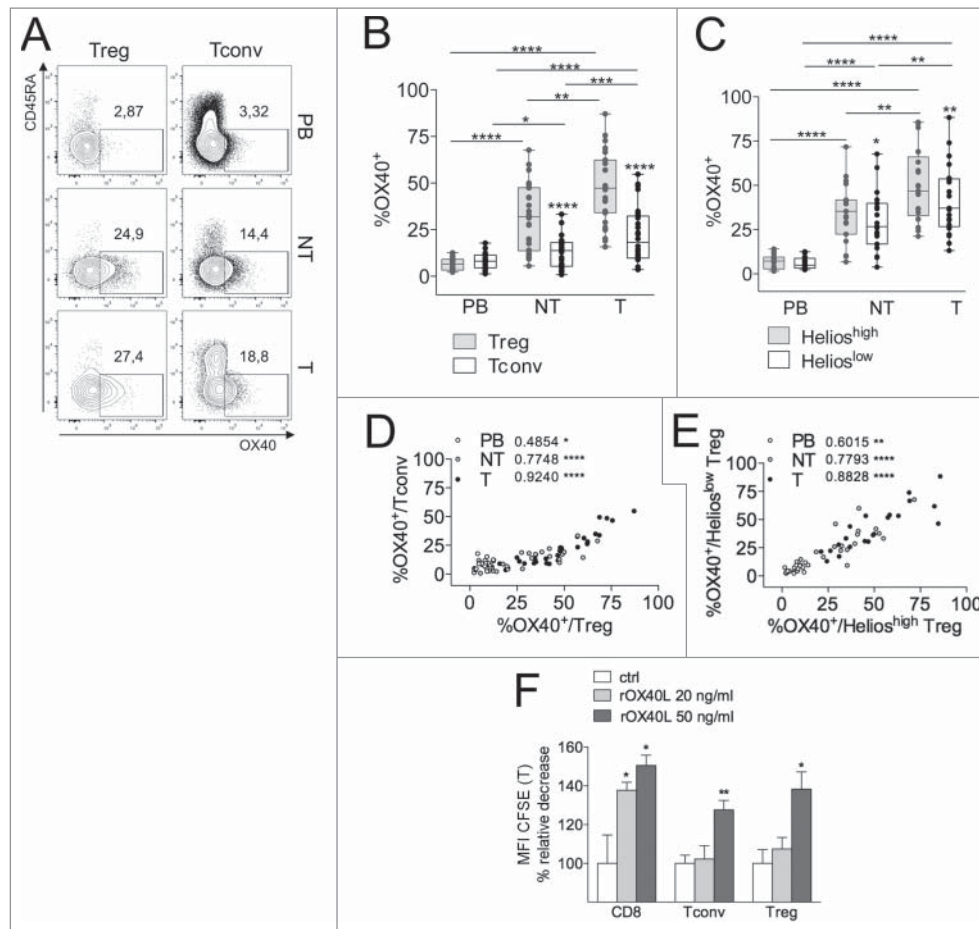 A
Treg Tconv
CD45RA
2,87 3,32 PB
24,9 14,4 NT
27,4 18,8 T
OX40
B
****
****
***
**
*
****
****
****
%OX40+
100
75
50
25
0
PB NT T
Treg
Tconv
C
****
****
**
****
**
****
*
**
%OX40+
100
75
50
25
0
PB NT T
Helioshigh
Helioslow
D
PB 0.4854 *
NT 0.7748 ****
T 0.9240 ****
%OX40+/Tconv
100
75
50
25
0
0 25 50 75 100
%OX40+/Treg
E
PB 0.6015 **
NT 0.7793 ****
T 0.8828 ****
%OX40+/Helioslow Treg
100
75
50
25
0
0 25 50 75 100
%OX40+/Helioshigh Treg
F
ctrl
rOX40L 20 ng/ml
rOX40L 50 ng/ml
MFI CFSE (T)
% relative decrease
160
140
120
100
* * ** *
CD8 Tconv Treg